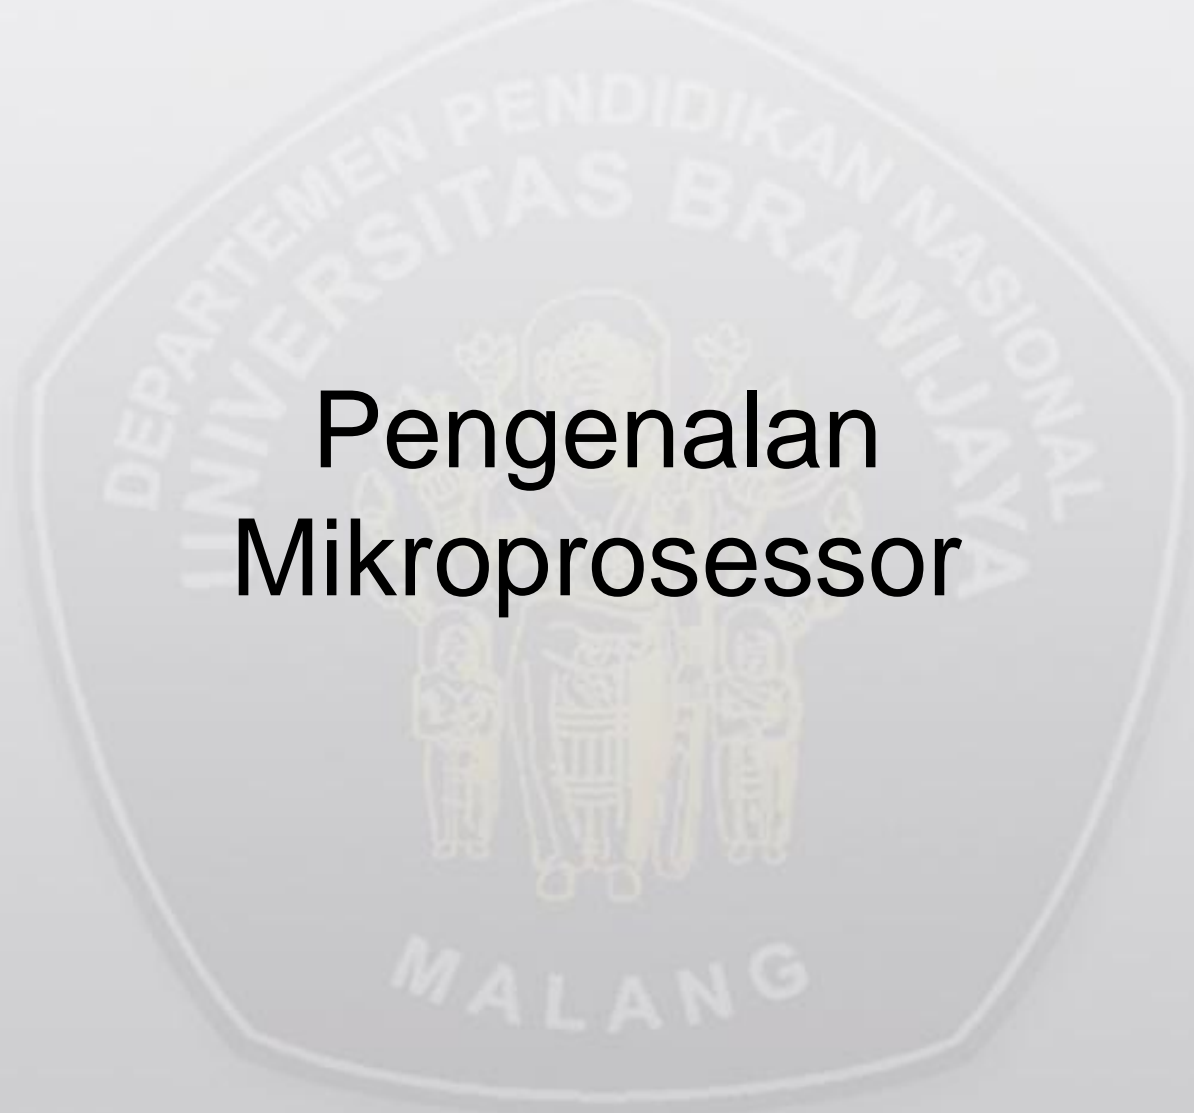 DEPARTEMEN PENDIDIKAN NASIONAL
UNIVERSITAS BRAWIJAYA
Pengenalan
Mikroprosessor
MALANG